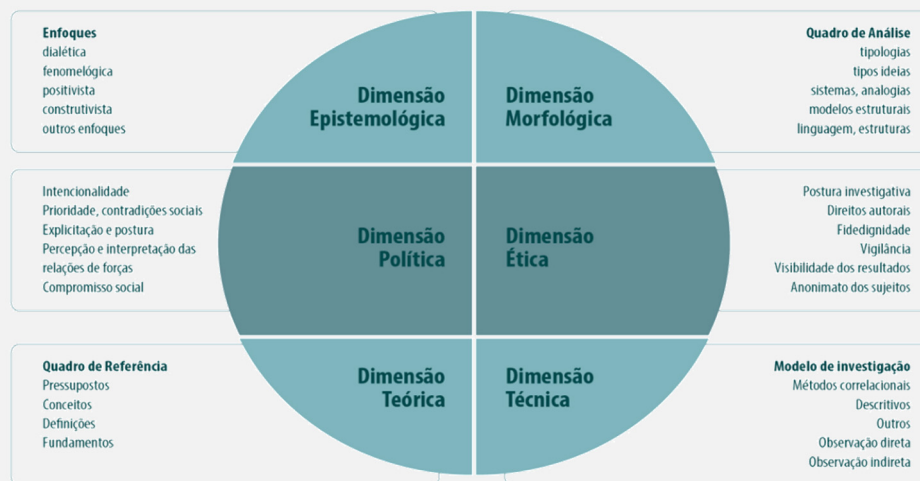 Enfoques
dialética
fenomelógica
positivista
construtivista
outros enfoques
Dimensão
Epistemológica
Dimensão
Morfológica
Quadro de Análise
tipologias
tipos ideias
sistemas, analogias
modelos estruturais
linguagem, estruturas
Intencionalidade
Prioridade, contradições sociais
Explicitação e postura
Percepção e interpretação das
relações de forças
Compromisso social
Dimensão
Política
Dimensão
Ética
Postura investigativa
Direitos autorais
Fidedignidade
Vigilância
Visibilidade dos resultados
Anonimato dos sujeitos
Quadro de Referência
Pressupostos
Conceitos
Definições
Fundamentos
Dimensão
Teórica
Dimensão
Técnica
Modelo de investigação
Métodos correlacionais
Descritivos
Outros
Observação direta
Observação indireta